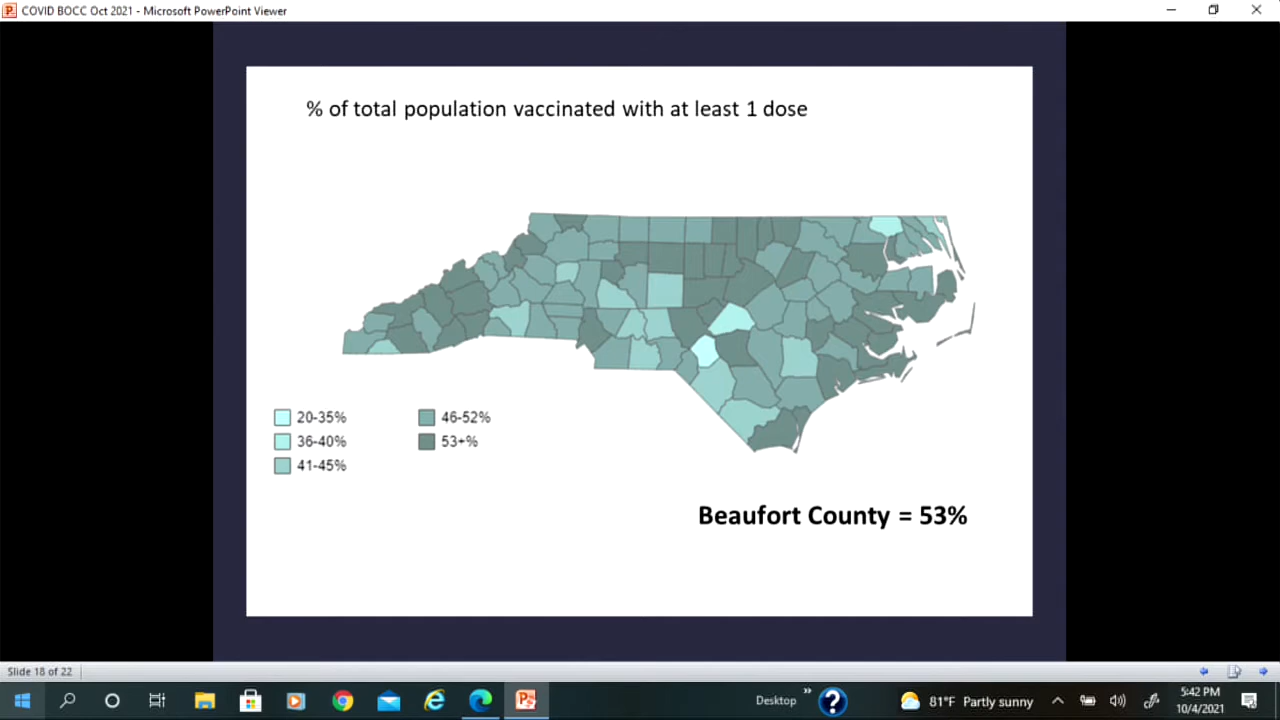 COVID BOCC Oct 2021 - Microsoft PowerPoint Viewer
% of total population vaccinated with at least 1 dose
20-35%
36-40%
41-45%
46-52%
53+%
Beaufort County = 53%
Slide 18 of 22
Desktop
81°F Partly sunny
5:42 PM
10/4/2021